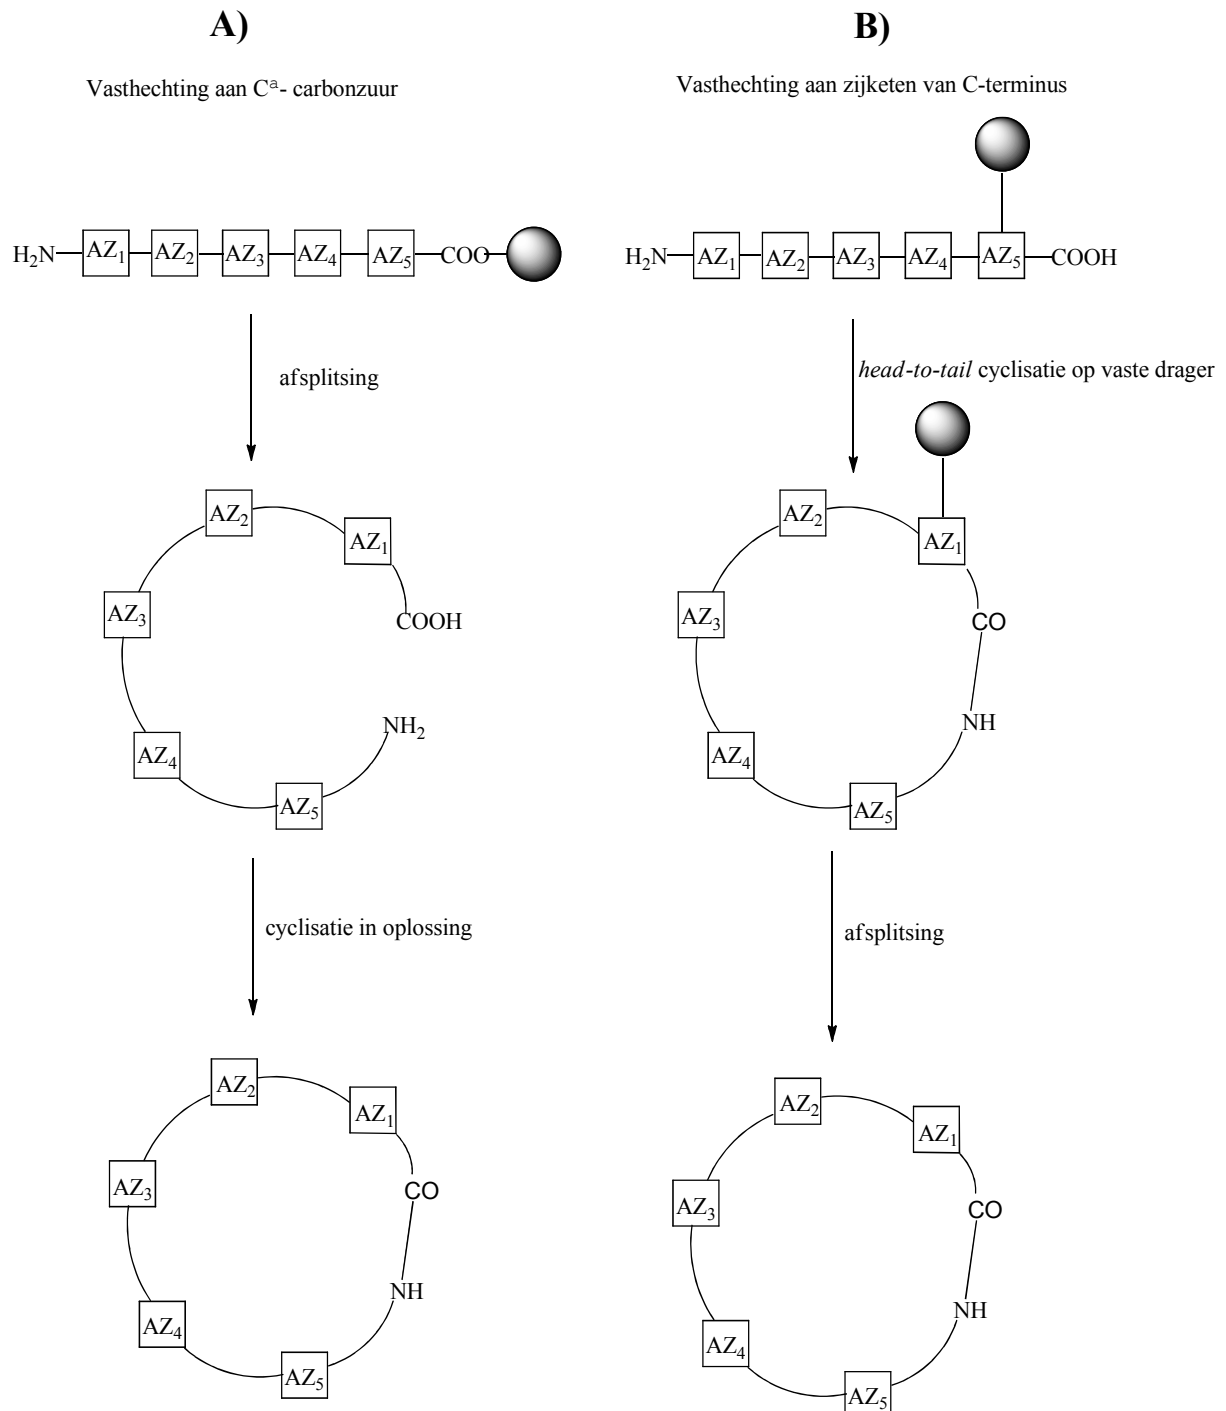 A)
Vasthechting aan Cª- carbonzuur
H₂N AZ₁ AZ₂ AZ₃ AZ₄ AZ₅ COO
afsplitsing
AZ₂
AZ₁
AZ₃
COOH
NH₂
AZ₄
AZ₅
cyclisatie in oplossing
AZ₂
AZ₁
AZ₃
CO
NH
AZ₄
AZ₅
B)
Vasthechting aan zijketen van C-terminus
H₂N AZ₁ AZ₂ AZ₃ AZ₄ AZ₅ COOH
head-to-tail cyclisatie op vaste drager
AZ₂
AZ₁
AZ₃
CO
NH
AZ₄
AZ₅
afsplitsing
AZ₂
AZ₁
AZ₃
CO
NH
AZ₄
AZ₅